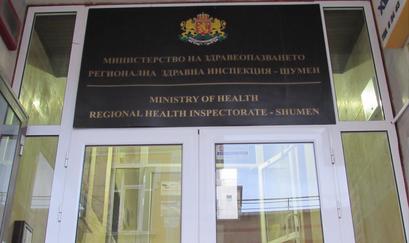 МИНИСТЕРСТВО НА ЗДРАВЕОПАЗВАНЕТО
РЕГИОНАЛНА ЗДРАВНА ИНСПЕКЦИЯ - ШУМЕН
MINISTRY OF HEALTH
REGIONAL HEALTH INSPECTORATE - SHUMEN